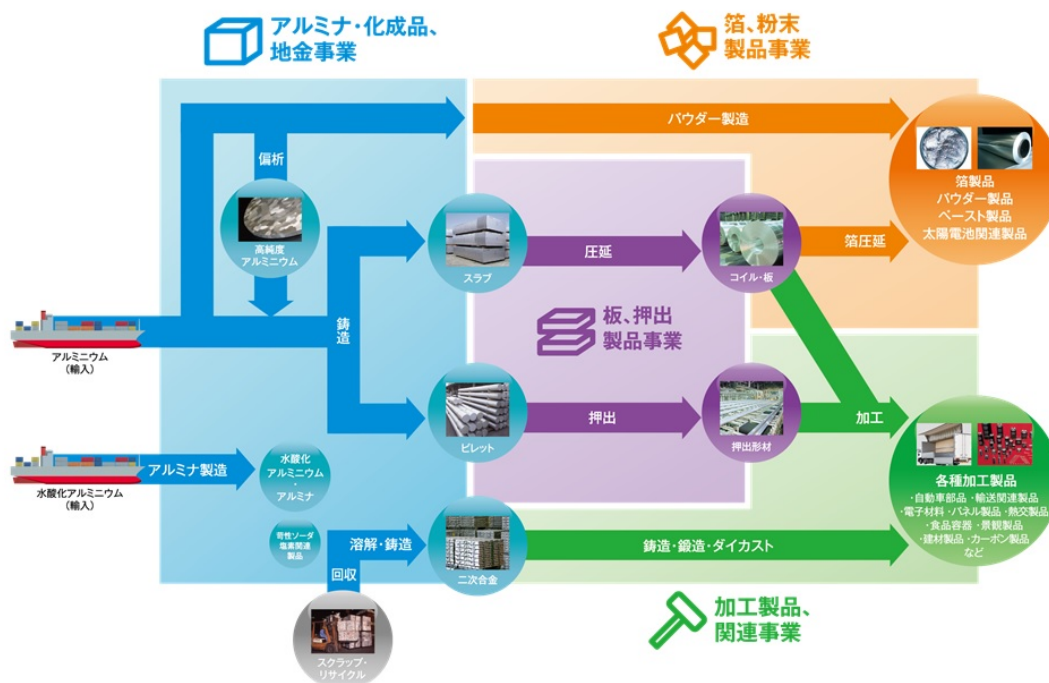 アルミナ・化成品、
地金事業
箔、粉末
製品事業
パウダー製造
偏析
高純度
アルミニウム
箔製品
パウダー製品
ペースト製品
太陽電池関連製品
スラブ
圧延
コイル・板
箔圧延
鋳造
板、押出
製品事業
アルミニウム
(輸入)
ビレット
押出
押出形材
加工
アルミナ製造
水酸化
アルミニウム
・
アルミナ
水酸化アルミニウム
(輸入)
各種加工製品
・自動車部品 ・輸送関連製品
・電子材料 ・パネル製品 ・熱交製品
・食品容器 ・景観製品
・建材製品 ・カーボン製品
など
苛性ソーダ
塩素関連
製品
溶解・鋳造
二次合金
鋳造・鍛造・ダイカスト
回収
スクラップ・
リサイクル
加工製品、
関連事業